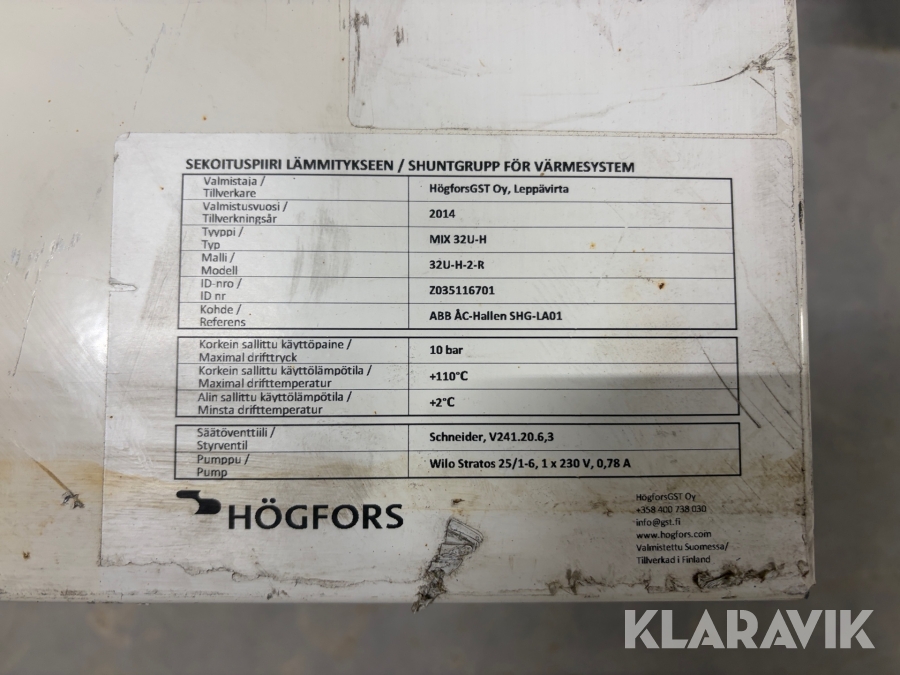 SEKOITUSPIIRI LÄMMITYKSEEN / SHUNTGRUPP FÖR VÄRMESYSTEM
Valmistaja /
Tillverkare
HögforsGST Oy, Leppävirta
Valmistusvuosi /
Tillverkningsår
2014
Tyyppi /
Typ
MIX 32U-H
Malli /
Modell
32U-H-2-R
ID-nro /
ID nr
Z035116701
Kohde /
Referens
ABB ÅC-Hallen SHG-LA01
Korkein sallittu käyttöpaine /
Maximal drifttryck
10 bar
Korkein sallittu käyttölämpötila /
Maximal drifttemperatur
+110°C
Alin sallittu käyttölämpötila /
Minsta drifttemperatur
+2°C
Säätöventtiili /
Styrventil
Schneider, V241.20.6,3
Pumppu /
Pump
Wilo Stratos 25/1-6, 1 x 230 V, 0,78 A
HÖGFORS
HögforsGST Oy
+358 400 738 030
info@gst.fi
www.hogfors.com
Valmistettu Suomessa/
Tillverkad i Finland
KLARAVIK